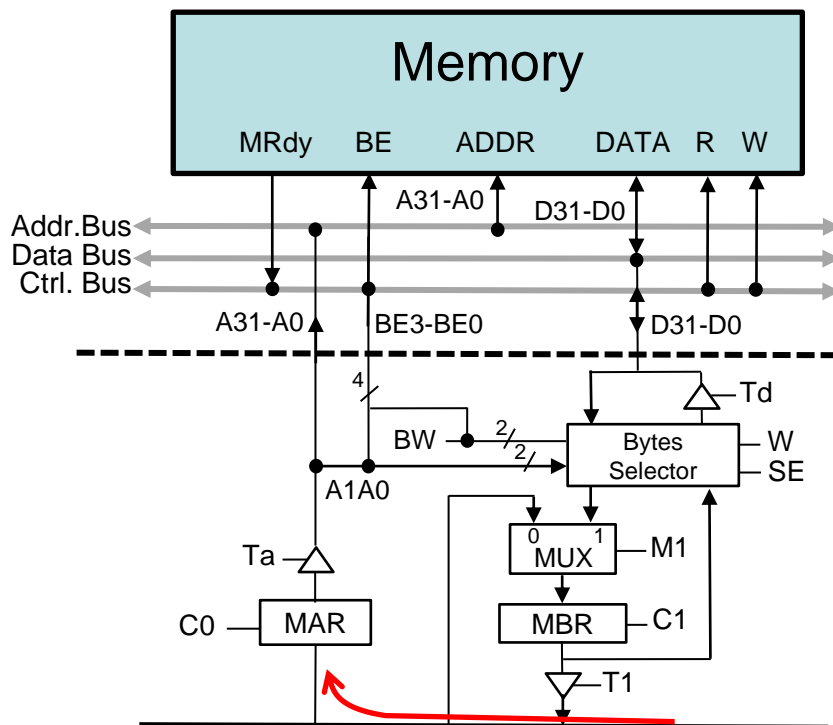 Memory
MRdy BE ADDR DATA R W
A31-A0 D31-D0
Addr.Bus
Data Bus
Ctrl. Bus
A31-A0 BE3-BE0 D31-D0
4 Td
BW 2 Bytes W
2 Selector SE
A1A0
0 1
Ta MUX M1
C0 MAR MBR C1
T1